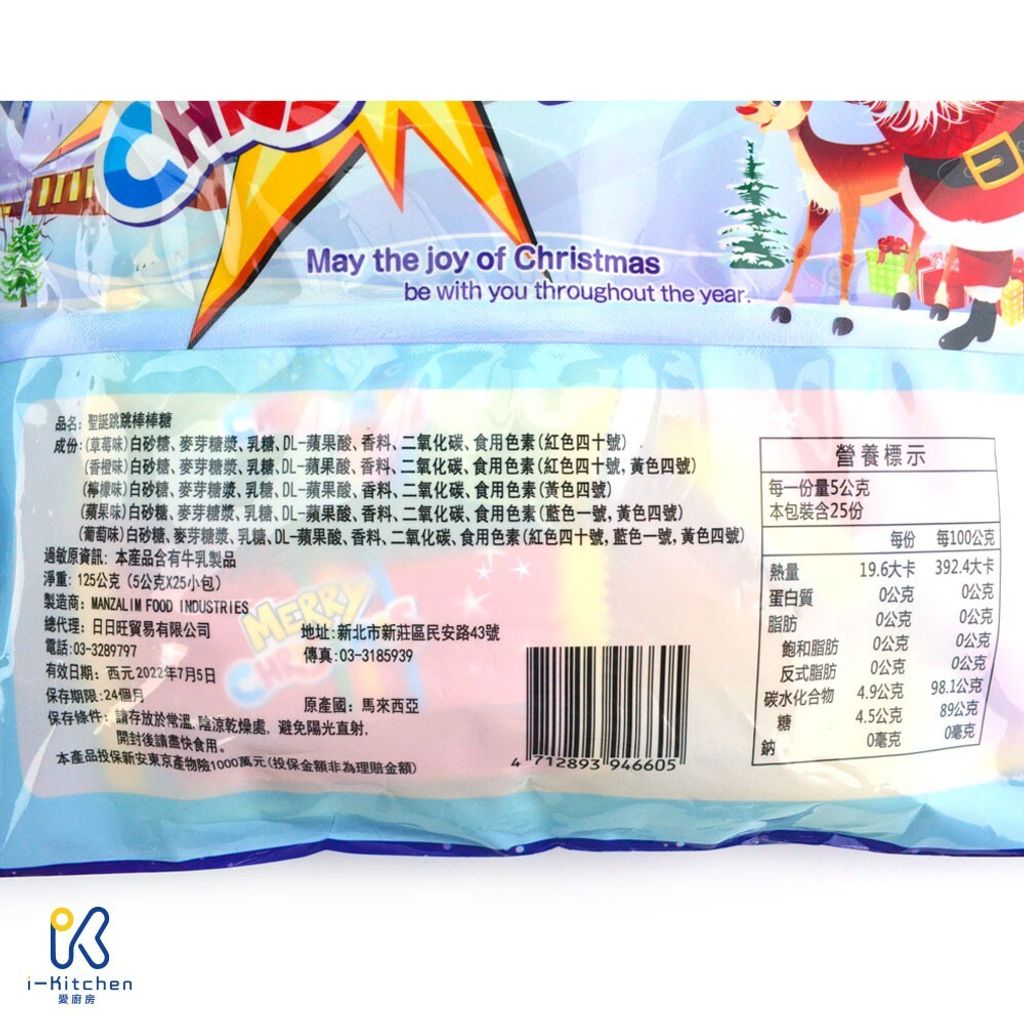 May the joy of Christmas
be with you throughout the year.
品名：聖誕跳跳棒棒糖
成份：(草莓味)白砂糖、麥芽糖漿、乳糖、DL-蘋果酸、香料、二氧化碳、食用色素(紅色四十號)
(香橙味)白砂糖、麥芽糖漿、乳糖、DL-蘋果酸、香料、二氧化碳、食用色素(紅色四十號，黃色四號)
(檸檬味)白砂糖、麥芽糖漿、乳糖、DL-蘋果酸、香料、二氧化碳、食用色素(黃色四號)
(蘋果味)白砂糖、麥芽糖漿、乳糖、DL-蘋果酸、香料、二氧化碳、食用色素(藍色一號，黃色四號)
(葡萄味)白砂糖、麥芽糖漿、乳糖、DL-蘋果酸、香料、二氧化碳、食用色素(紅色四十號，藍色一號，黃色四號)
過敏原資訊：本產品含有牛乳製品
淨重：125公克（5公克X25小包）
製造商：MANZALIM FOOD INDUSTRIES
總代理：日日旺貿易有限公司
地址：新北市新莊區民安路43號
電話：03-3289797
傳真：03-3185939
有效日期：西元2022年7月5日
保存期限：24個月
原產國：馬來西亞
保存條件：請存放於常溫，陰涼乾燥處，避免陽光直射，
開封後請盡快食用。
本產品投保新安東京產物險1000萬元(投保金額非為理賠金額)
4 712893 946605
營養標示
每一份量5公克
本包裝含25份
每份 每100公克
熱量 19.6大卡 392.4大卡
蛋白質 0公克 0公克
脂肪 0公克 0公克
飽和脂肪 0公克 0公克
反式脂肪 0公克 0公克
碳水化合物 4.9公克 98.1公克
糖 4.5公克 89公克
鈉 0毫克 0毫克
MERRY
i-Kitchen
愛廚房